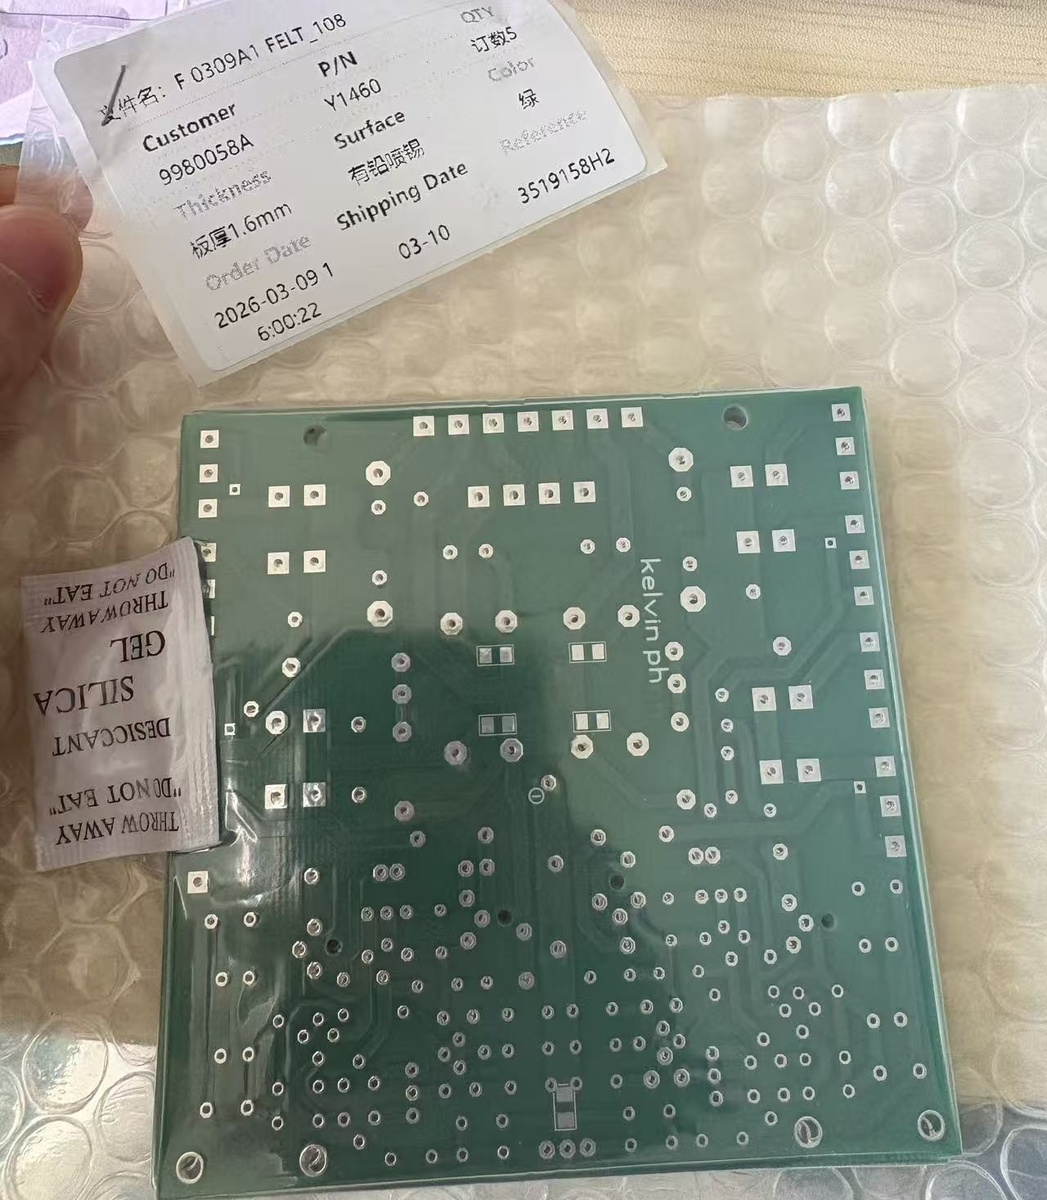 文件名: F 0309A1 FELT_108
Customer
9980058A
Thickness
板厚1.6mm
Order Date
2026-03-09 1
6:00:22
P/N
Y1460
Surface
有铅喷锡
Shipping Date
03-10
QTY
订数5
Color
绿
Reference
3519158H2
kelvin ph
THROW AWAY
"DO NOT EAT"
DESICCANT
SILICA
GEL
THROW AWAY
"DO NOT EAT"